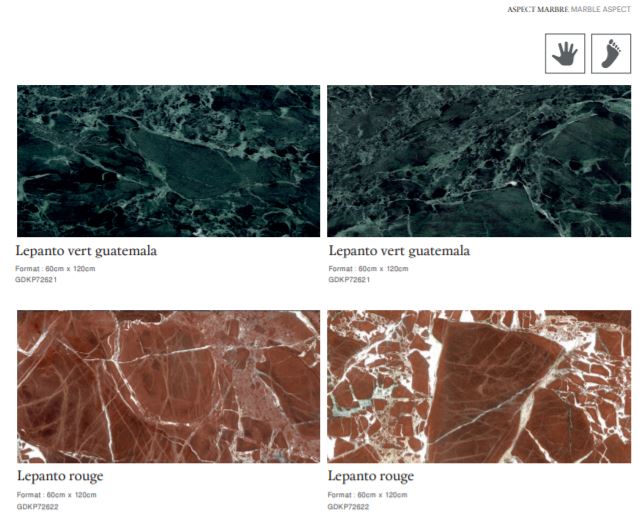 ASPECT MARBRE MARBLE ASPECT
Lepanto vert guatemala
Format : 60cm x 120cm
GDKP72621
Lepanto vert guatemala
Format : 60cm x 120cm
GDKP72621
Lepanto rouge
Format : 60cm x 120cm
GDKP72622
Lepanto rouge
Format : 60cm x 120cm
GDKP72622